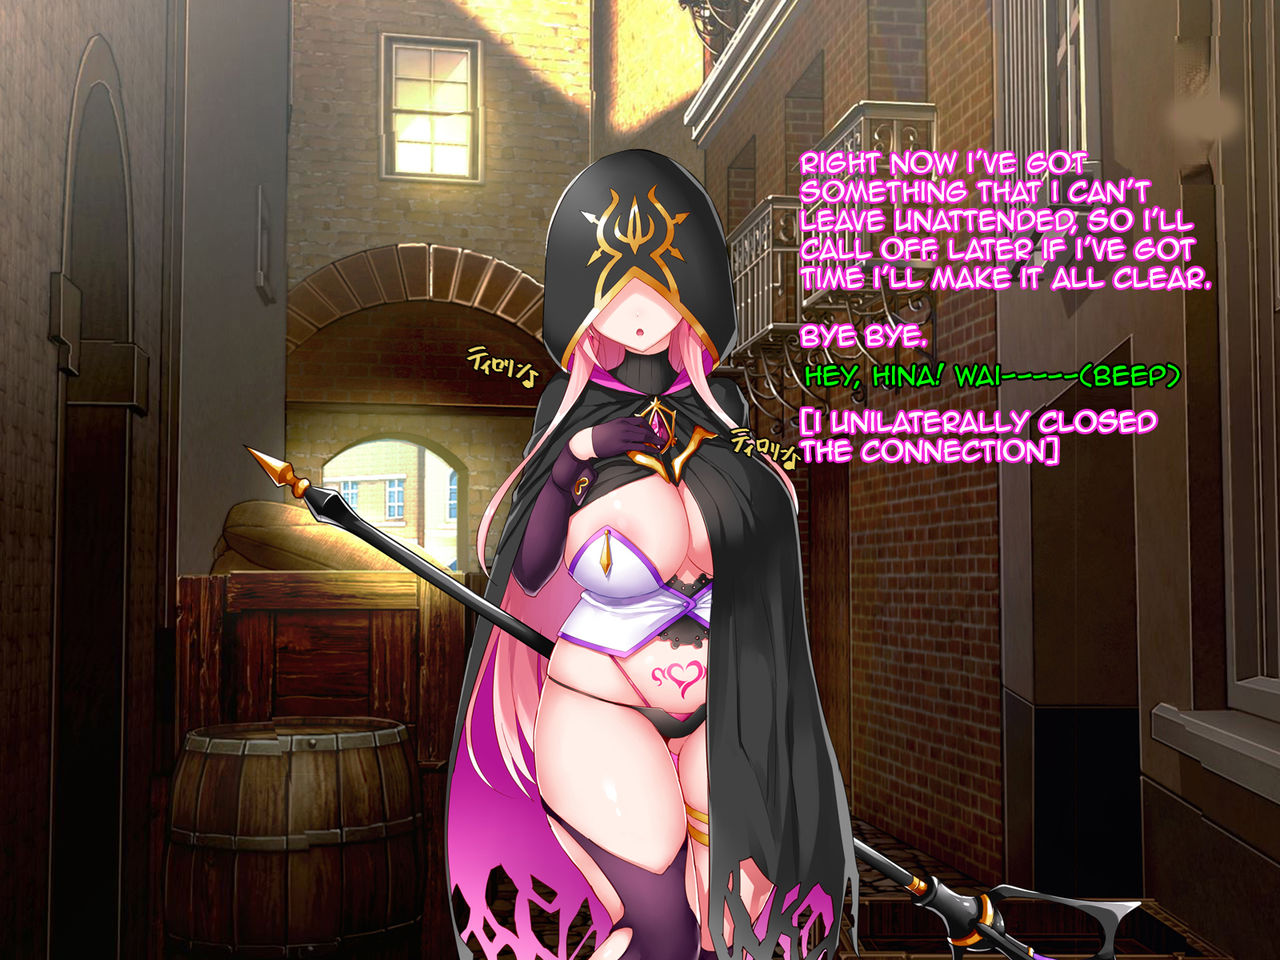 RIGHT NOW I'VE GOT
SOMETHING THAT I CAN'T
LEAVE UNATTENDED, SO I'LL
CALL OFF. LATER IF I'VE GOT
TIME I'LL MAKE IT ALL CLEAR.
BYE BYE.
ティロリン♪
HEY, HINA! WAI-----(BEEP)
[I UNILATERALLY CLOSED
THE CONNECTION]
ティロリン♪